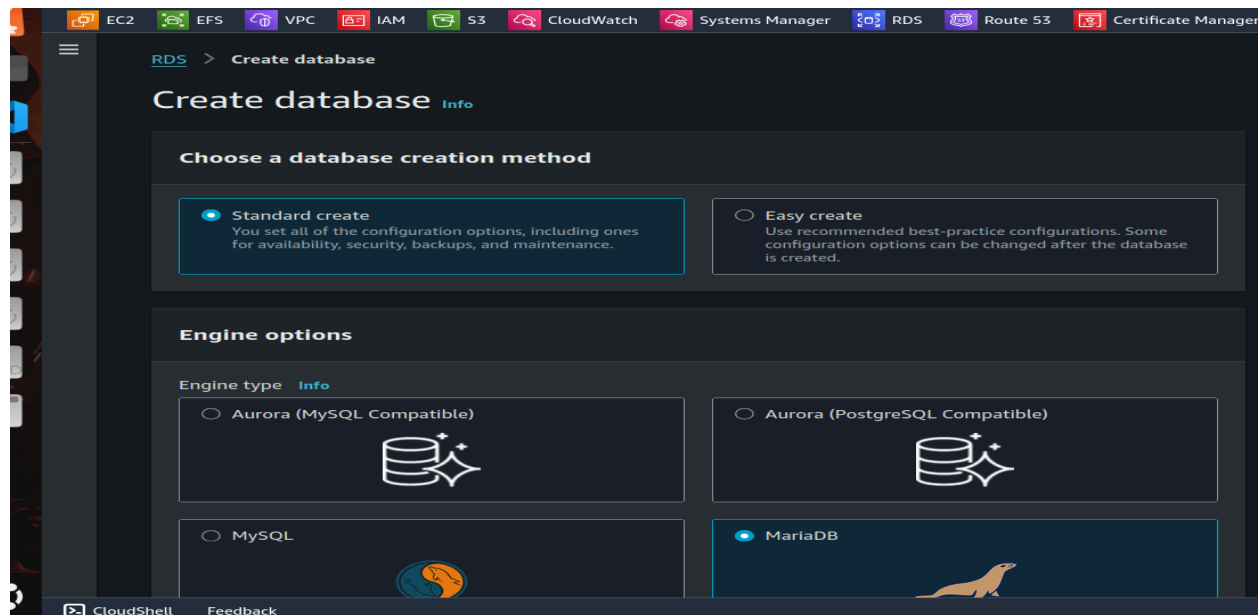 EC2 EFS VPC IAM S3 CloudWatch Systems Manager RDS Route 53 Certificate Manager
RDS > Create database
Create database Info
Choose a database creation method
Standard create
You set all of the configuration options, including ones
for availability, security, backups, and maintenance.
Easy create
Use recommended best-practice configurations. Some
configuration options can be changed after the database
is created.
Engine options
Engine type Info
Aurora (MySQL Compatible)
Aurora (PostgreSQL Compatible)
MySQL
MariaDB
CloudShell Feedback